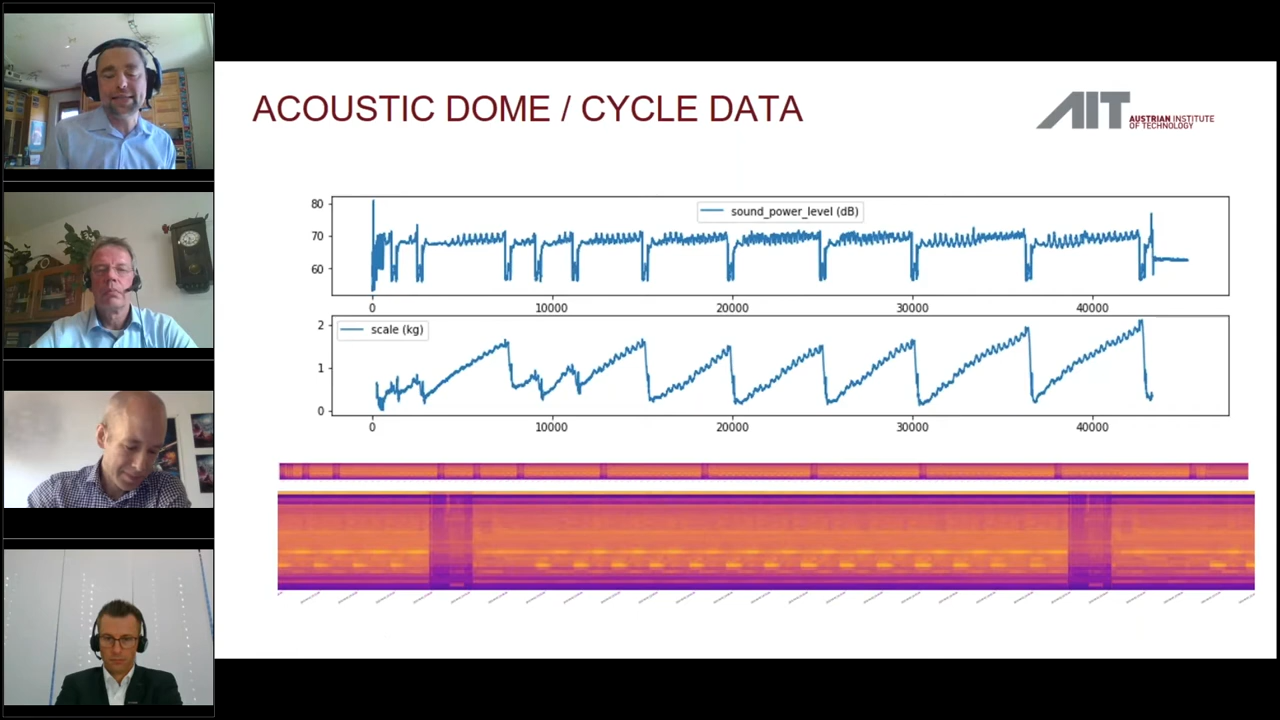 ACOUSTIC DOME / CYCLE DATA
AIT AUSTRIAN INSTITUTE
OF TECHNOLOGY
sound_power_level (dB)
80
70
60
0 10000 20000 30000 40000
scale (kg)
2
1
0
0 10000 20000 30000 40000